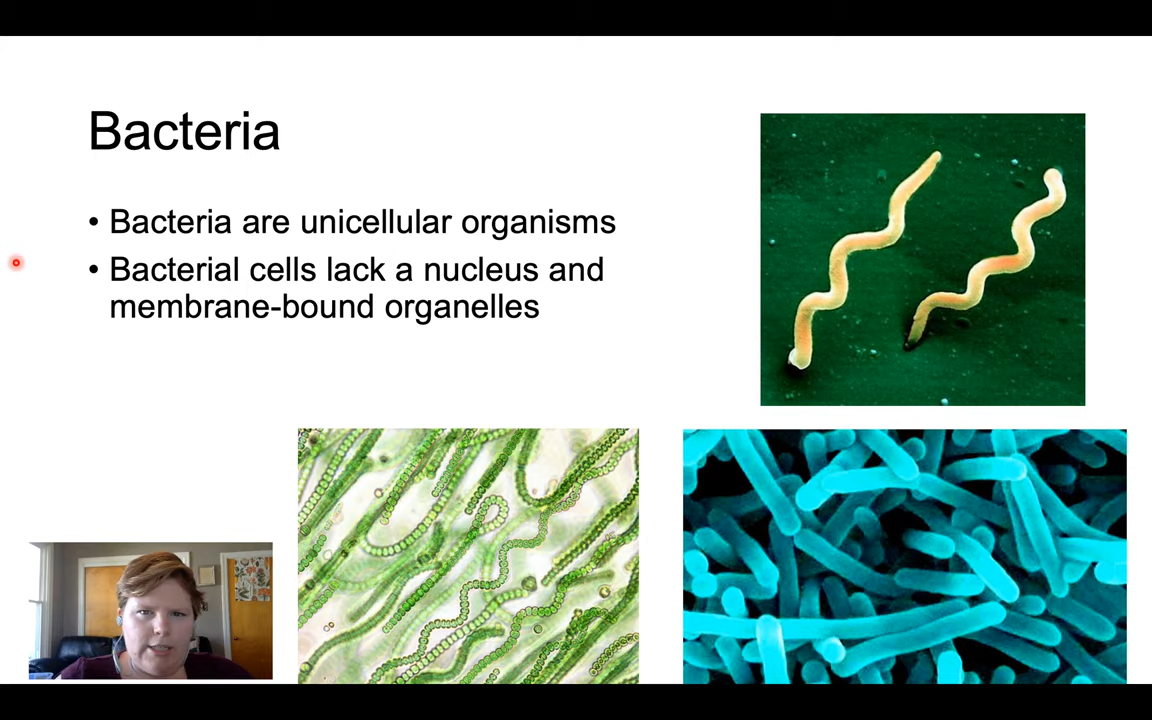 Bacteria
• Bacteria are unicellular organisms
• Bacterial cells lack a nucleus and
membrane-bound organelles